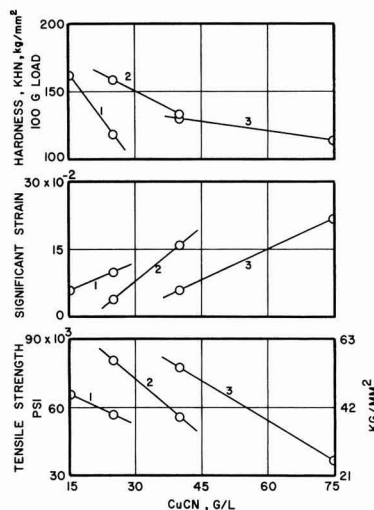 HARDNESS, KHN, kg/mm²
100 G LOAD
200
150
100
1
2
3
SIGNIFICANT STRAIN
30 x 10⁻²
15
0
1
2
3
TENSILE STRENGTH
PSI
90 x 10³
60
30
1
2
3
63
42
21
KG/MM²
15
30
45
60
75
CuCN, G/L